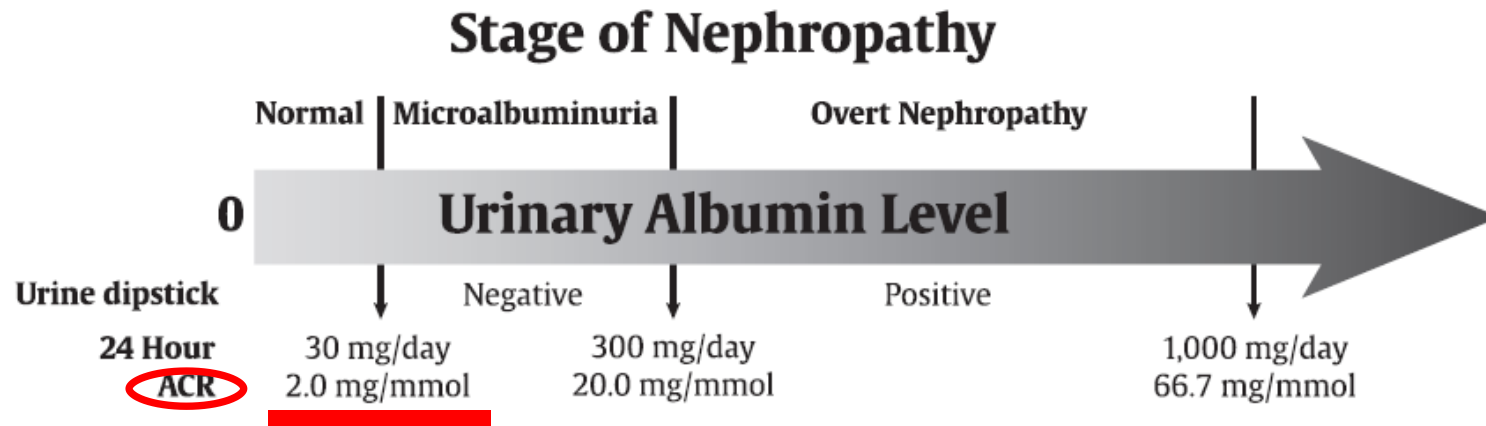 Stage of Nephropathy
Normal Microalbuminuria Overt Nephropathy
0 Urinary Albumin Level
Urine dipstick Negative Positive
24 Hour 30 mg/day 300 mg/day 1,000 mg/day
ACR 2.0 mg/mmol 20.0 mg/mmol 66.7 mg/mmol